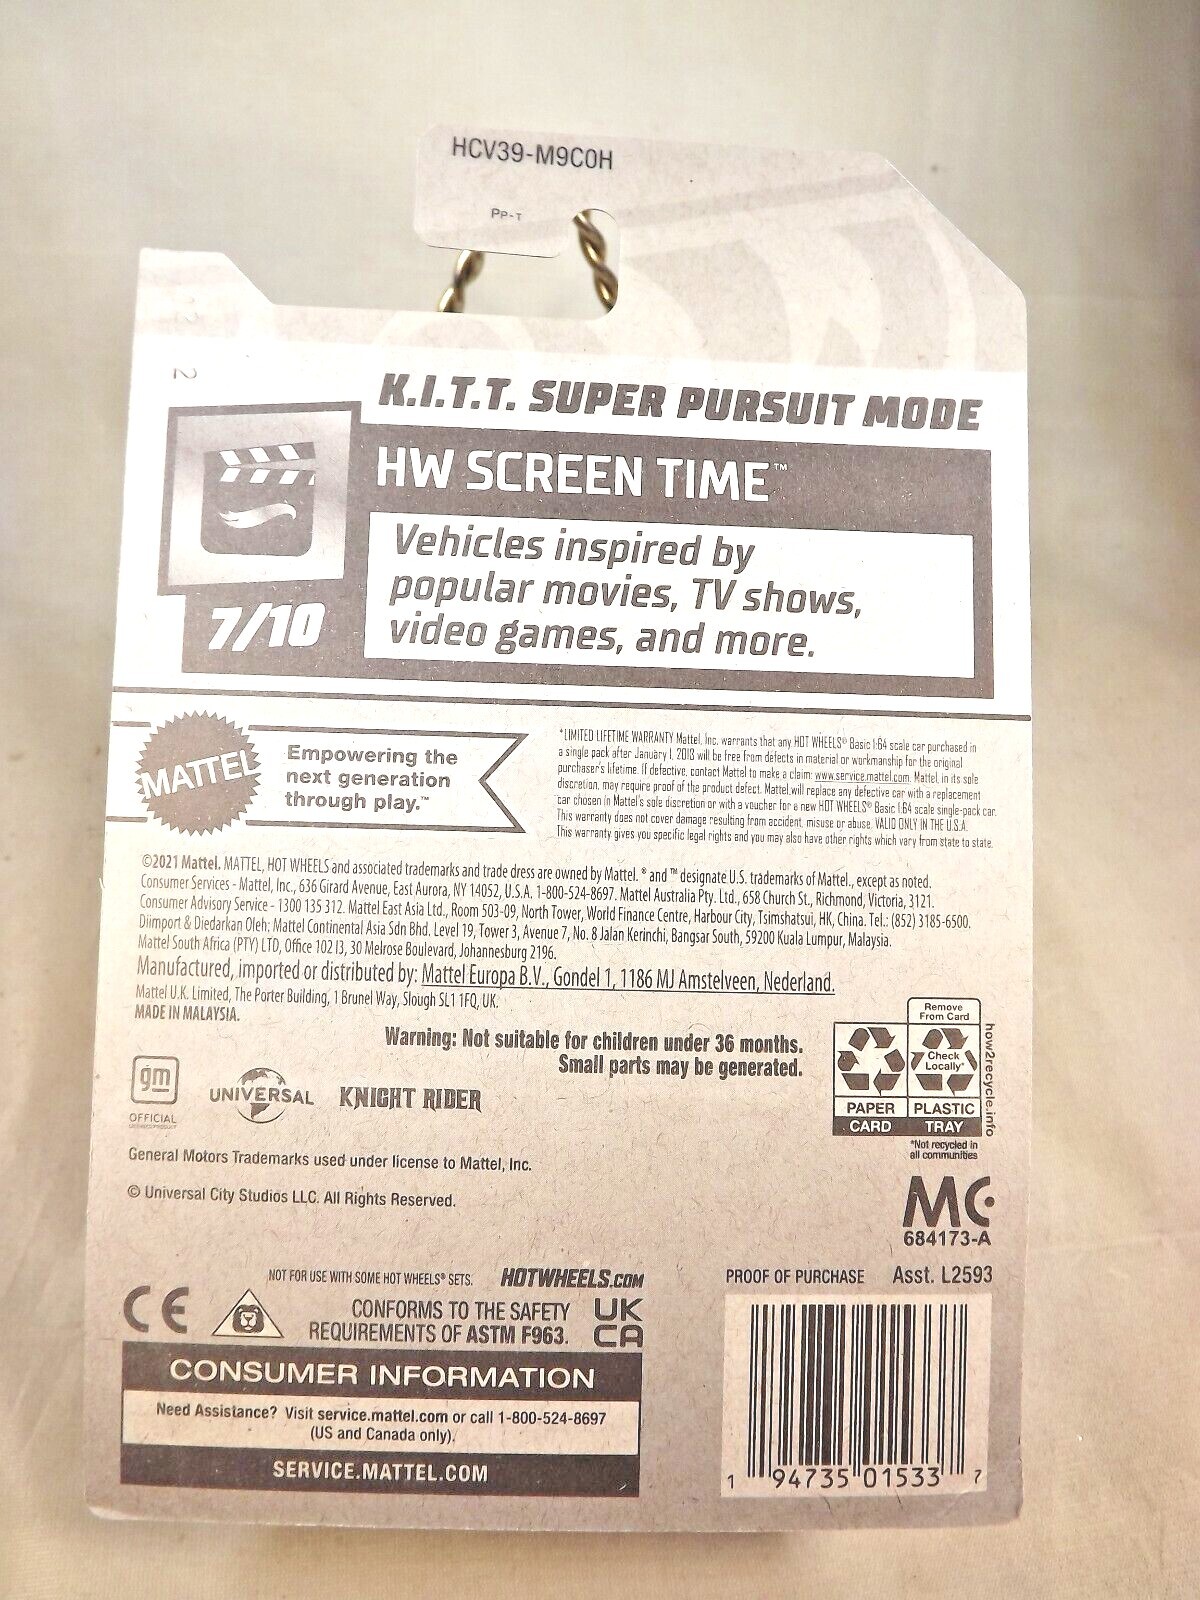 HCV39-M9C0H
PP-T
2
K.I.T.T. SUPER PURSUIT MODE
HW SCREEN TIME™
Vehicles inspired by
popular movies, TV shows,
video games, and more.
7/10
MATTEL
Empowering the
next generation
through play.™
*LIMITED LIFETIME WARRANTY Mattel, Inc. warrants that any HOT WHEELS® Basic 1:64 scale car purchased in
a single pack after January 1, 2018 will be free from defects in material or workmanship for the original
purchaser's lifetime. If defective, contact Mattel to make a claim: www.service.mattel.com. Mattel, in its sole
discretion, may require proof of the product defect. Mattel will replace any defective car with a replacement
car chosen in Mattel's sole discretion or with a voucher for a new HOT WHEELS® Basic 1:64 scale single-pack car.
This warranty does not cover damage resulting from accident, misuse or abuse. VALID ONLY IN THE U.S.A.
This warranty gives you specific legal rights and you may also have other rights which vary from state to state.
©2021 Mattel. MATTEL, HOT WHEELS and associated trademarks and trade dress are owned by Mattel. ® and ™ designate U.S. trademarks of Mattel., except as noted.
Consumer Services - Mattel, Inc., 636 Girard Avenue, East Aurora, NY 14052, U.S.A. 1-800-524-8697. Mattel Australia Pty. Ltd., 658 Church St., Richmond, Victoria, 3121.
Consumer Advisory Service - 1300 135 312. Mattel East Asia Ltd., Room 503-09, North Tower, World Finance Centre, Harbour City, Tsimshatsui, HK, China. Tel.: (852) 3185-6500.
Diimport & Diedarkan Oleh: Mattel Continental Asia Sdn Bhd. Level 19, Tower 3, Avenue 7, No. 8 Jalan Kerinchi, Bangsar South, 59200 Kuala Lumpur, Malaysia.
Mattel South Africa (PTY) LTD, Office 102 I3, 30 Melrose Boulevard, Johannesburg 2196.
Manufactured, imported or distributed by: Mattel Europa B.V., Gondel 1, 1186 MJ Amstelveen, Nederland.
Mattel U.K. Limited, The Porter Building, 1 Brunel Way, Slough SL1 1FQ, UK.
MADE IN MALAYSIA.
Warning: Not suitable for children under 36 months.
Small parts may be generated.
Remove
From Card
Check
Locally*
PAPER
CARD
PLASTIC
TRAY
how2recycle.info
*Not recycled in
all communities
gm
OFFICIAL
UNIVERSAL
KNIGHT RIDER
General Motors Trademarks used under license to Mattel, Inc.
© Universal City Studios LLC. All Rights Reserved.
MC
684173-A
NOT FOR USE WITH SOME HOT WHEELS® SETS.
HOTWHEELS.COM
CE
CONFORMS TO THE SAFETY
REQUIREMENTS OF ASTM F963.
UK
CA
PROOF OF PURCHASE
Asst. L2593
CONSUMER INFORMATION
Need Assistance? Visit service.mattel.com or call 1-800-524-8697
(US and Canada only).
SERVICE.MATTEL.COM
1 94735 01533 7